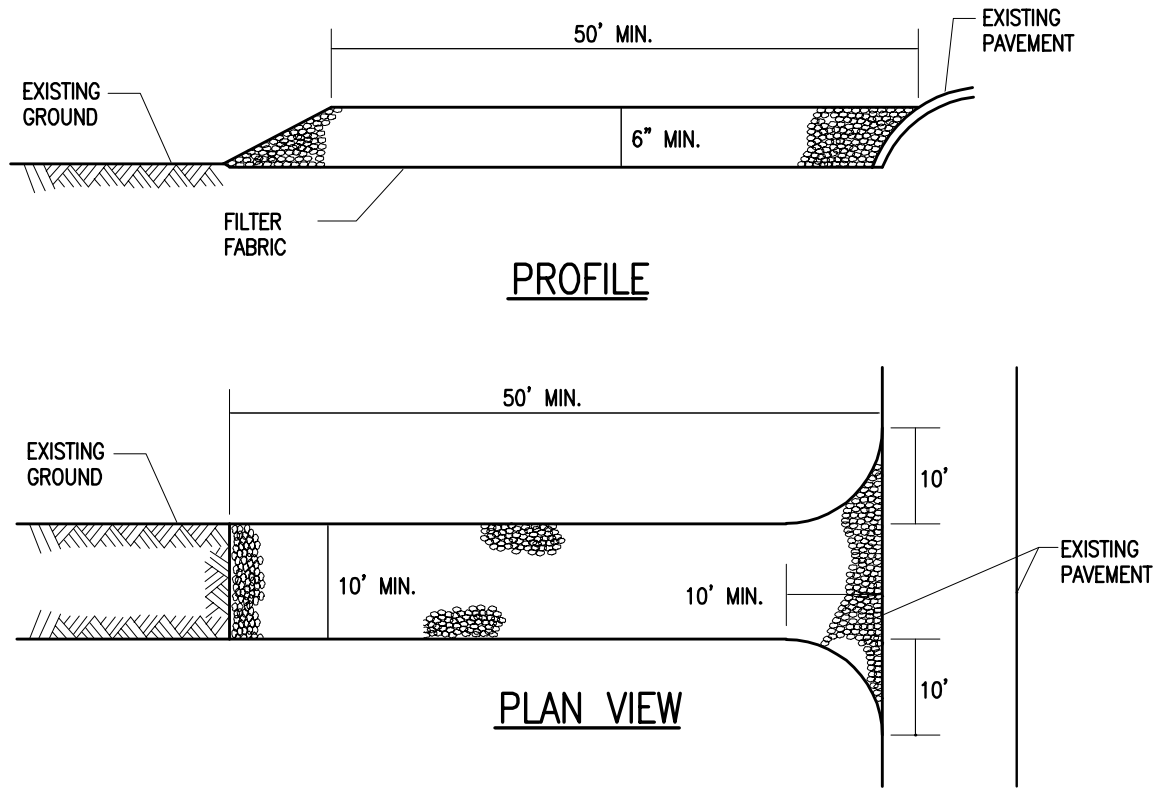 50' MIN.
EXISTING
PAVEMENT
EXISTING
GROUND
6" MIN.
FILTER
FABRIC
PROFILE
50' MIN.
EXISTING
GROUND
10'
10' MIN.
10' MIN.
EXISTING
PAVEMENT
10'
PLAN VIEW